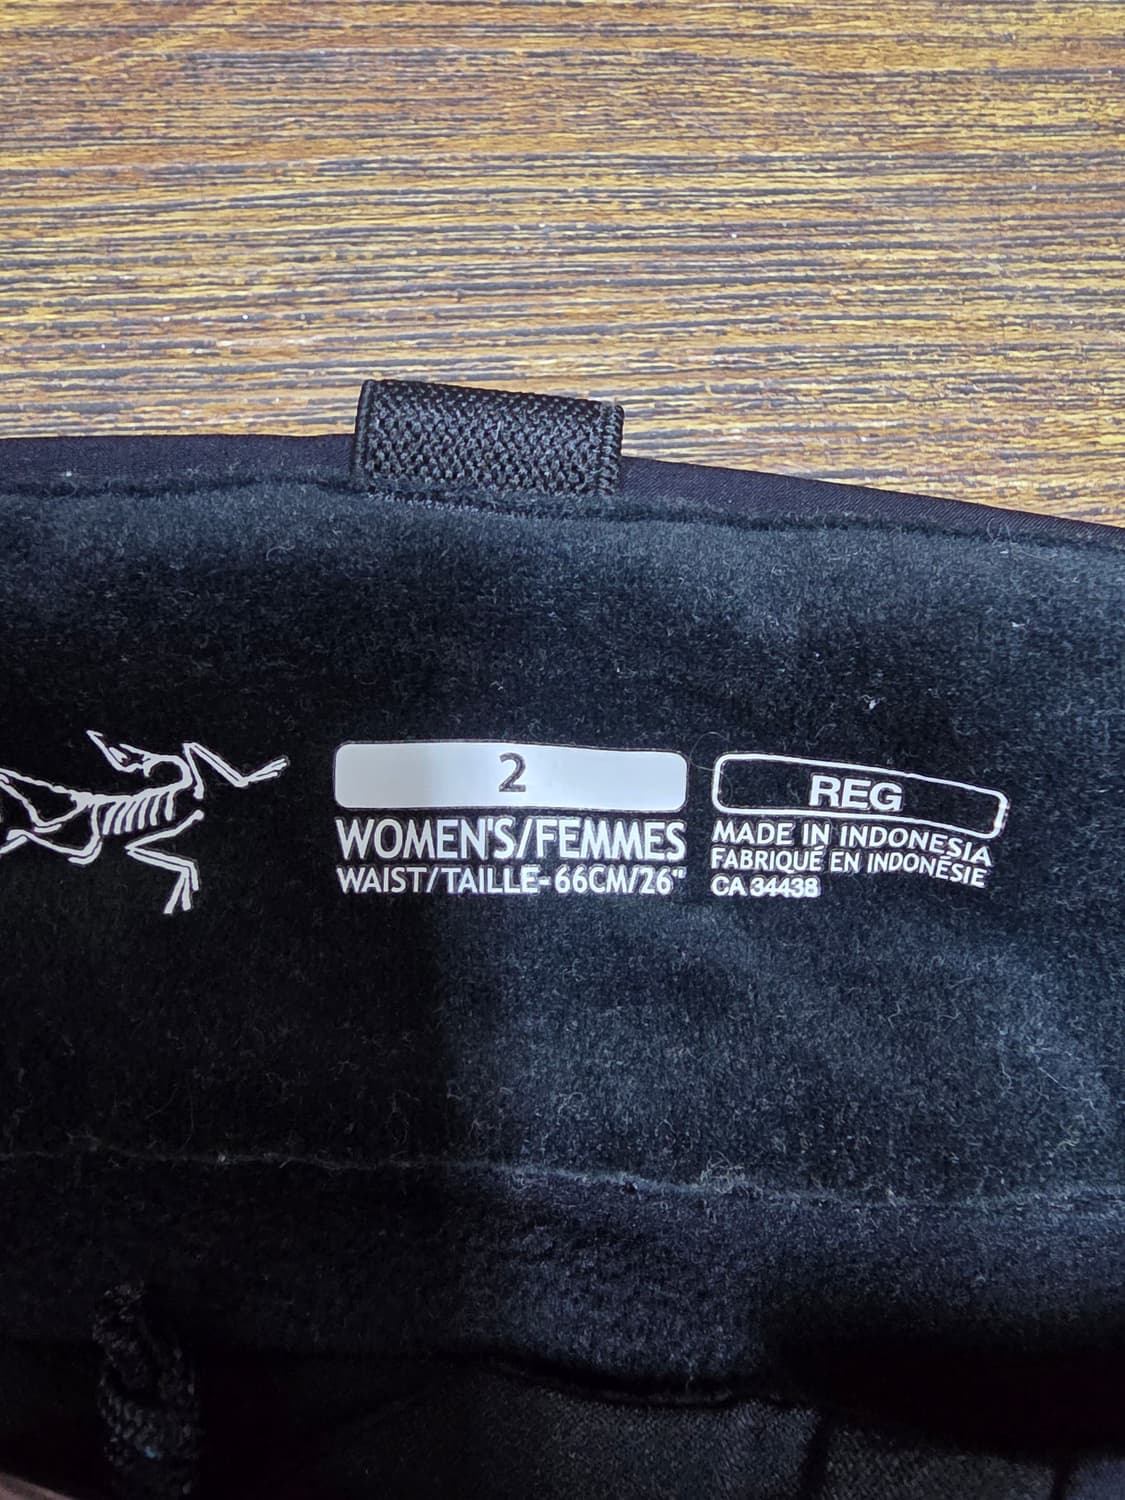 2
WOMEN'S/FEMMES
WAIST/TAILLE-66CM/26"
REG
MADE IN INDONESIA
FABRIQUÉ EN INDONÉSIE
CA 34438